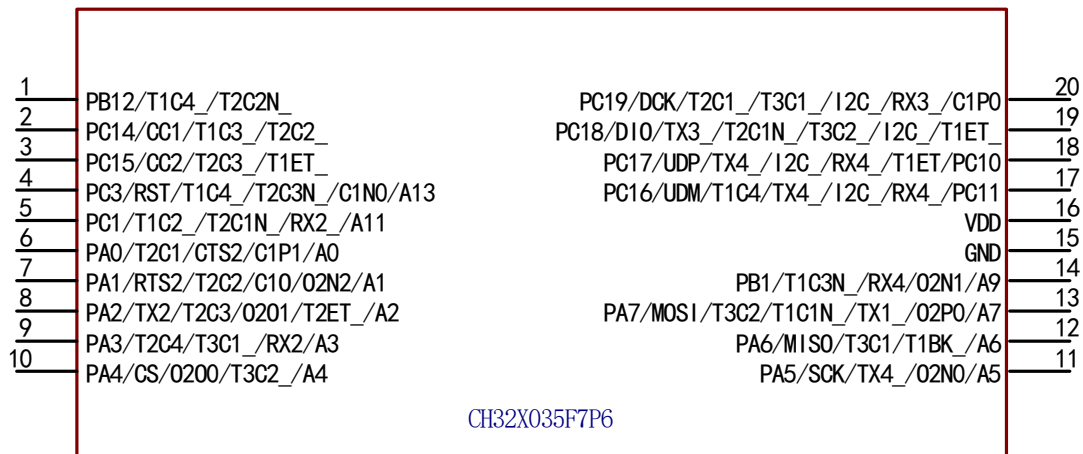 1 PB12/T1C4_/T2C2N_
2 PC14/CC1/T1C3_/T2C2_
3 PC15/CC2/T2C3_/T1ET_
4 PC3/RST/T1C4_/T2C3N_/C1N0/A13
5 PC1/T1C2_/T2C1N_/RX2_/A11
6 PA0/T2C1/CTS2/C1P1/A0
7 PA1/RTS2/T2C2/C1O/O2N2/A1
8 PA2/TX2/T2C3/O2O1/T2ET_/A2
9 PA3/T2C4/T3C1_/RX2/A3
10 PA4/CS/O2O0/T3C2_/A4
PC19/DCK/T2C1_/T3C1_/I2C_/RX3_/C1P0 20
PC18/DIO/TX3_/T2C1N_/T3C2_/I2C_/T1ET_ 19
PC17/UDP/TX4_/I2C_/RX4_/T1ET/PC10 18
PC16/UDM/T1C4/TX4_/I2C_/RX4_/PC11 17
VDD 16
GND 15
PB1/T1C3N_/RX4/O2N1/A9 14
PA7/MOSI/T3C2/T1C1N_/TX1_/O2P0/A7 13
PA6/MISO/T3C1/T1BK_/A6 12
PA5/SCK/TX4_/O2N0/A5 11
CH32X035F7P6